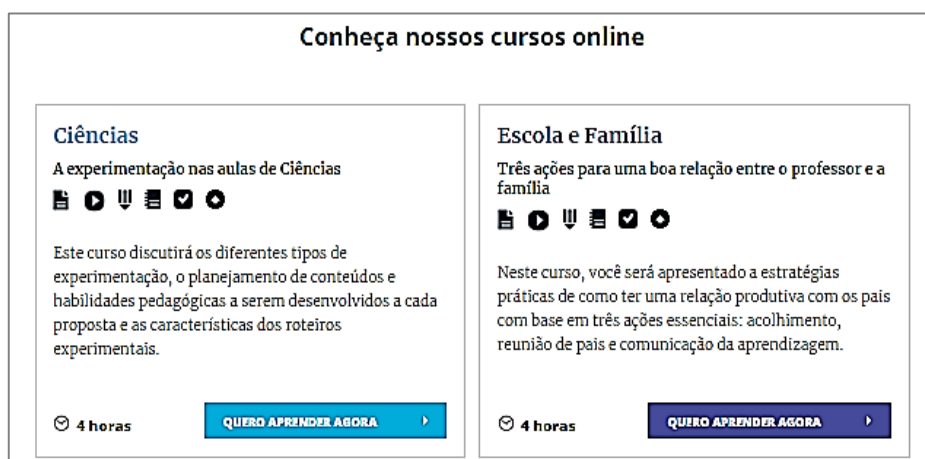 Conheça nossos cursos online
Ciências
A experimentação nas aulas de Ciências
Este curso discutirá os diferentes tipos de
experimentação, o planejamento de conteúdos e
habilidades pedagógicas a serem desenvolvidos a cada
proposta e as características dos roteiros
experimentais.
4 horas
QUERO APRENDER AGORA
Escola e Família
Três ações para uma boa relação entre o professor e a
família
Neste curso, você será apresentado a estratégias
práticas de como ter uma relação produtiva com os pais
com base em três ações essenciais: acolhimento,
reunião de pais e comunicação da aprendizagem.
4 horas
QUERO APRENDER AGORA